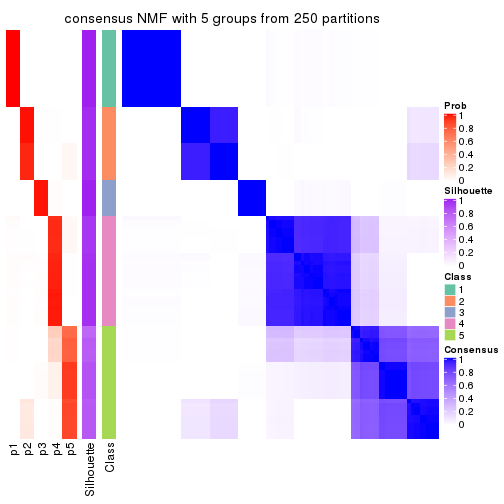 consensus NMF with 5 groups from 250 partitions
Prob
1
0.8
0.6
0.4
0.2
0
Silhouette
1
0.8
0.6
0.4
0.2
0
Class
1
2
3
4
5
Consensus
1
0.8
0.6
0.4
0.2
0
p1
p2
p3
p4
p5
Silhouette
Class